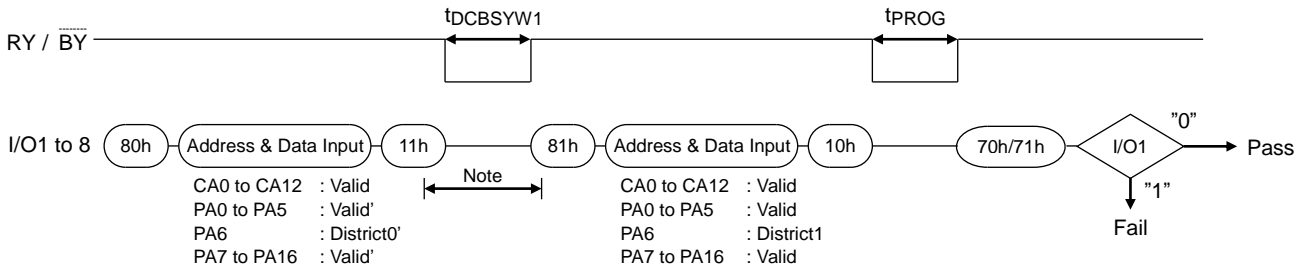 tDCBSYW1
tPROG
RY / BY
I/O1 to 8
80h
Address & Data Input
11h
81h
Address & Data Input
10h
70h/71h
I/O1
"0"
Pass
"1"
Fail
Note
CA0 to CA12 : Valid
PA0 to PA5 : Valid'
PA6 : District0'
PA7 to PA16 : Valid'
CA0 to CA12 : Valid
PA0 to PA5 : Valid
PA6 : District1
PA7 to PA16 : Valid